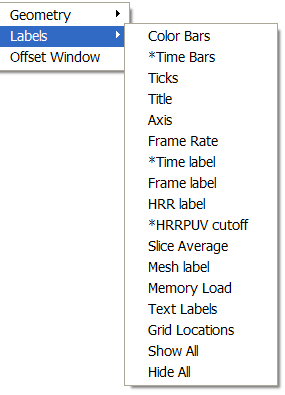 Geometry
Labels
Offset Window
Color Bars
*Time Bars
Ticks
Title
Axis
Frame Rate
*Time label
Frame label
HRR label
*HRRPUV cutoff
Slice Average
Mesh label
Memory Load
Text Labels
Grid Locations
Show All
Hide All